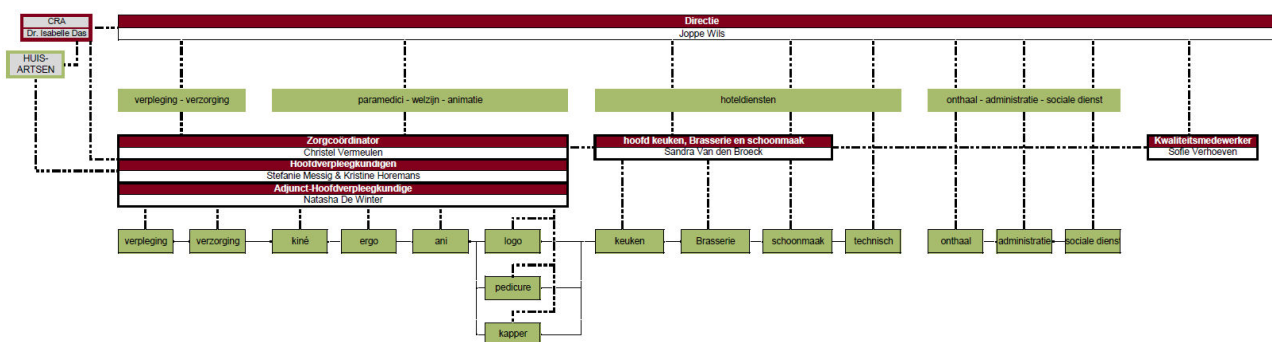 CRA
Dr. Isabelle Das
Directie
Joppe Wils
HUIS-
ARTSEN
verpleging - verzorging
paramedici - welzijn - animatie
hoteldiensten
onthaal - administratie - sociale dienst
Zorgcoördinator
Christel Vermeulen
Hoofdverpleegkundigen
Stefanie Messig & Kristine Horemans
Adjunct-Hoofdverpleegkundige
Natasha De Winter
hoofd keuken, Brasserie en schoonmaak
Sandra Van den Broeck
Kwaliteitsmedewerker
Sofie Verhoeven
verpleging
verzorging
kiné
ergo
ani
logo
keuken
Brasserie
schoonmaak
technisch
onthaal
administratie
sociale dienst
pedicure
kapper